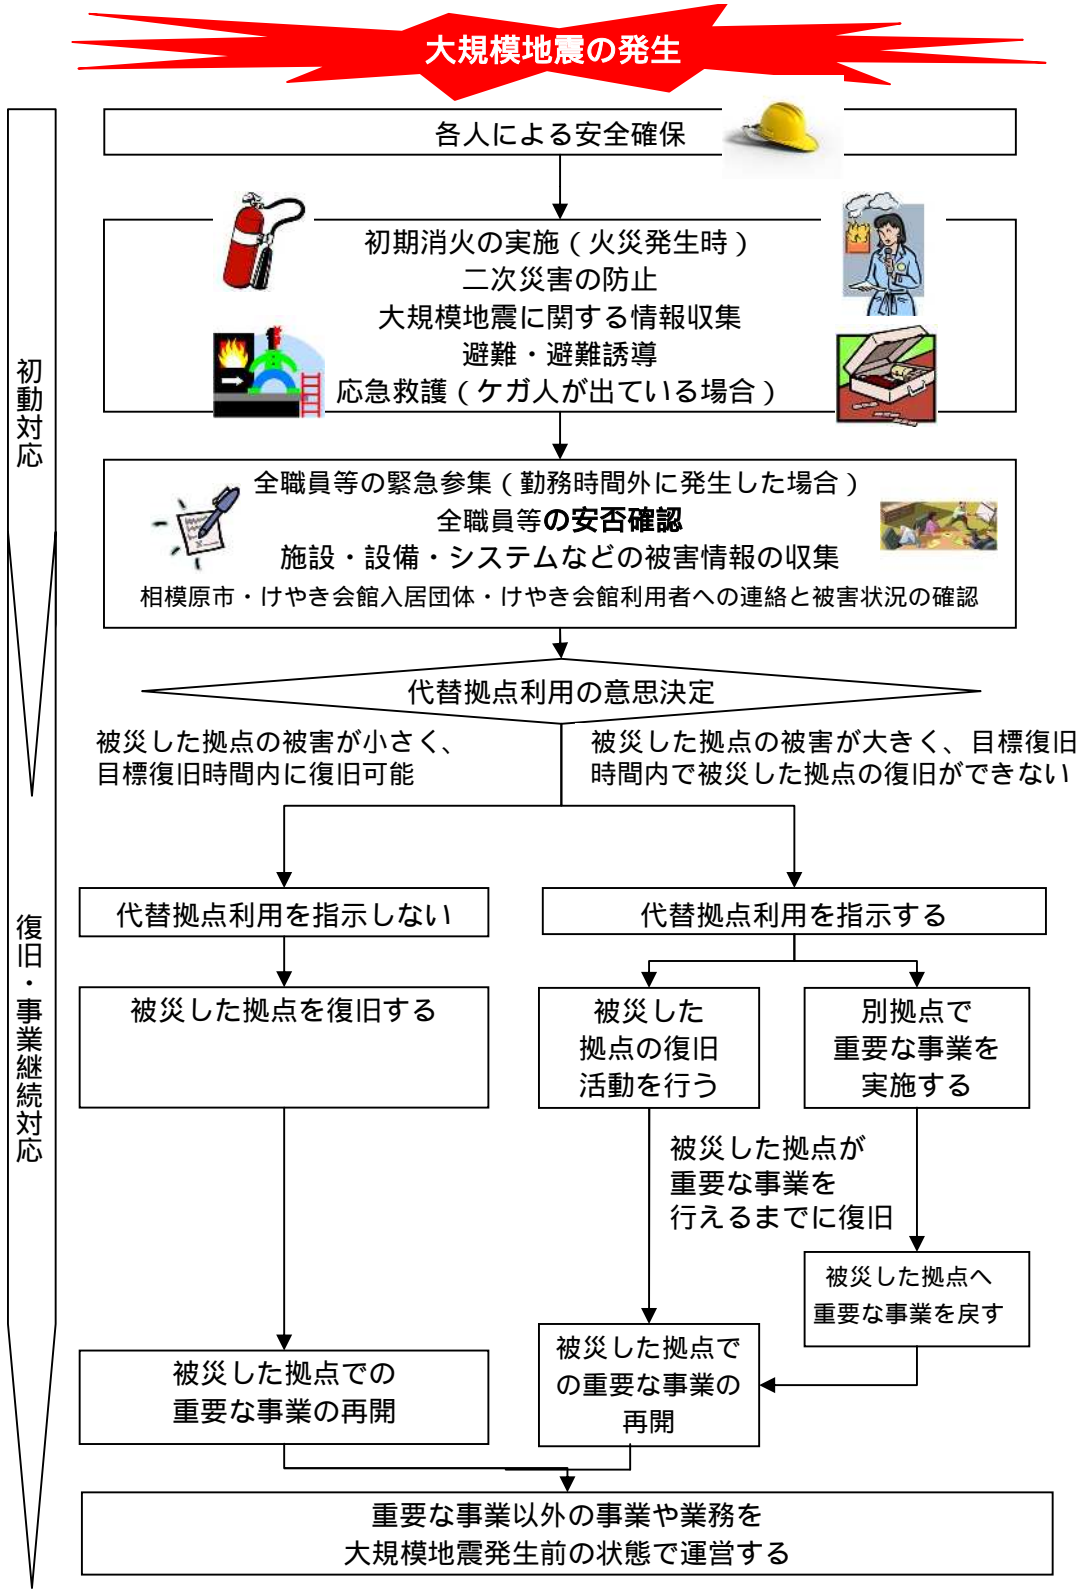 大規模地震の発生
各人による安全確保
初期消火の実施（火災発生時）
二次災害の防止
大規模地震に関する情報収集
避難・避難誘導
応急救護（ケガ人が出ている場合）
初動対応
全職員等の緊急参集（勤務時間外に発生した場合）
全職員等の安否確認
施設・設備・システムなどの被害情報の収集
相模原市・けやき会館入居団体・けやき会館利用者への連絡と被害状況の確認
代替拠点利用の意思決定
被災した拠点の被害が小さく、
目標復旧時間内に復旧可能
被災した拠点の被害が大きく、目標復旧
時間内で被災した拠点の復旧ができない
復旧・事業継続対応
代替拠点利用を指示しない
代替拠点利用を指示する
被災した拠点を復旧する
被災した
拠点の復旧
活動を行う
別拠点で
重要な事業を
実施する
被災した拠点が
重要な事業を
行えるまでに復旧
被災した拠点へ
重要な事業を戻す
被災した拠点での
重要な事業の再開
被災した拠点で
の重要な事業の
再開
重要な事業以外の事業や業務を
大規模地震発生前の状態で運営する